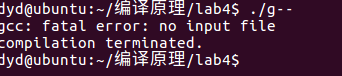 dyd@ubuntu:~/编译原理/lab4$ ./g--
gcc: fatal error: no input file
compilation terminated.
dyd@ubuntu:~/编译原理/lab4$